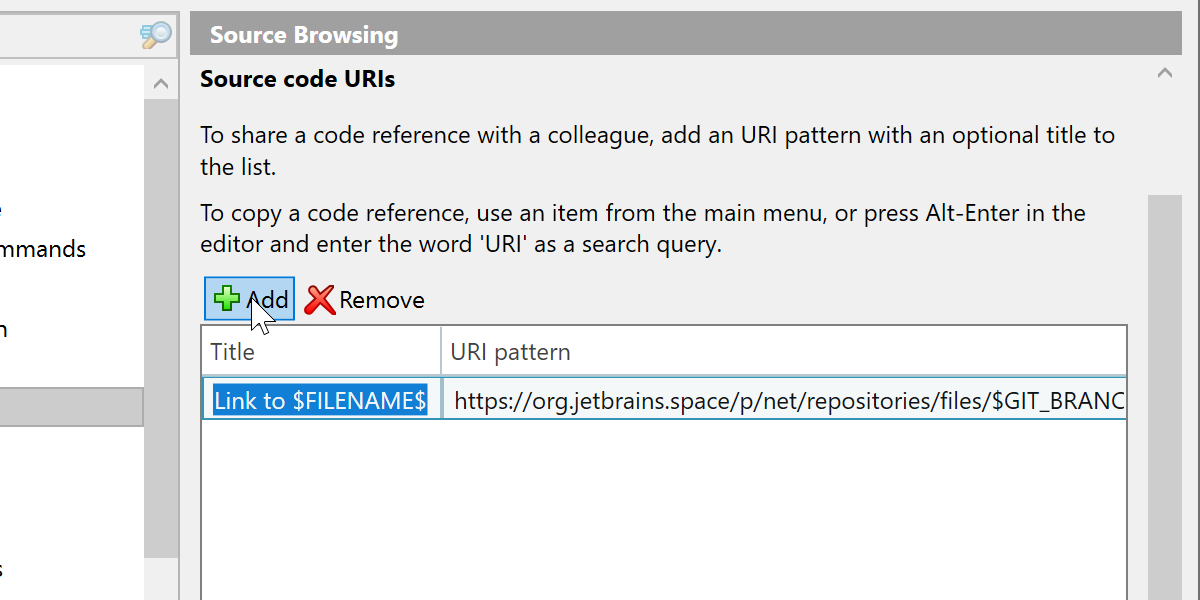 Source Browsing
Source code URIs
To share a code reference with a colleague, add an URI pattern with an optional title to
the list.
To copy a code reference, use an item from the main menu, or press Alt-Enter in the
mmands
editor and enter the word 'URI' as a search query.
Add Remove
Title URI pattern
Link to $FILENAME$ https://org.jetbrains.space/p/net/repositories/files/$GIT_BRANC